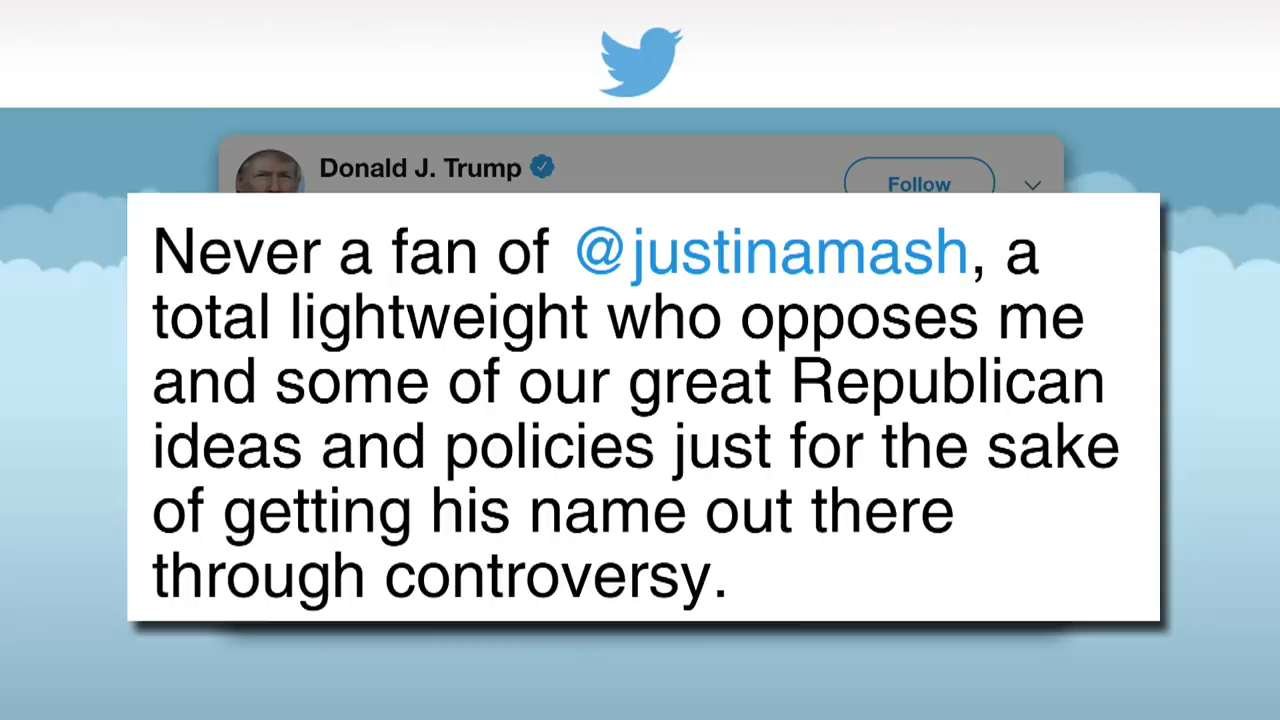 Donald J. Trump
Follow
Never a fan of @justinamash, a
total lightweight who opposes me
and some of our great Republican
ideas and policies just for the sake
of getting his name out there
through controversy.